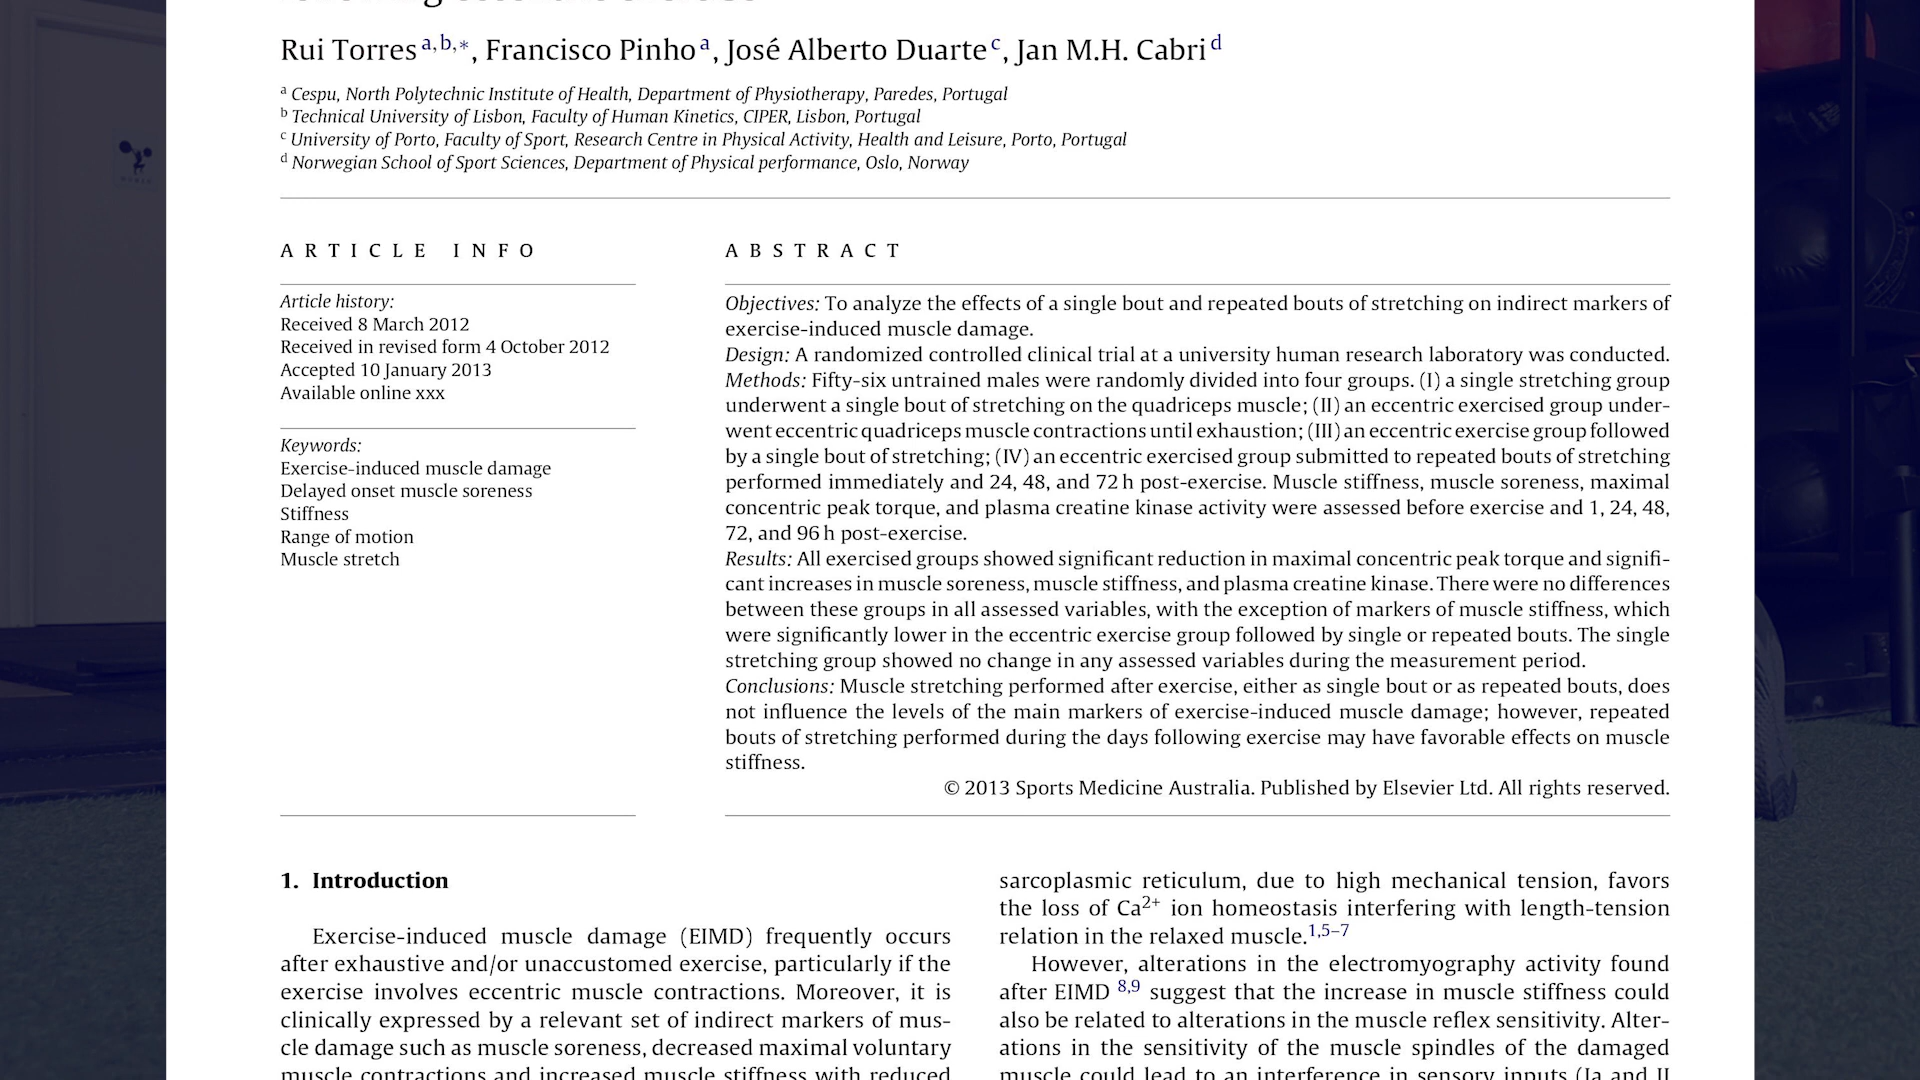 Rui Torres a,b,*, Francisco Pinho a, José Alberto Duarte c, Jan M.H. Cabri d
a Cespu, North Polytechnic Institute of Health, Department of Physiotherapy, Paredes, Portugal
b Technical University of Lisbon, Faculty of Human Kinetics, CIPER, Lisbon, Portugal
c University of Porto, Faculty of Sport, Research Centre in Physical Activity, Health and Leisure, Porto, Portugal
d Norwegian School of Sport Sciences, Department of Physical performance, Oslo, Norway
ARTICLE INFO
Article history:
Received 8 March 2012
Received in revised form 4 October 2012
Accepted 10 January 2013
Available online xxx
Keywords:
Exercise-induced muscle damage
Delayed onset muscle soreness
Stiffness
Range of motion
Muscle stretch
ABSTRACT
Objectives: To analyze the effects of a single bout and repeated bouts of stretching on indirect markers of
exercise-induced muscle damage.
Design: A randomized controlled clinical trial at a university human research laboratory was conducted.
Methods: Fifty-six untrained males were randomly divided into four groups. (I) a single stretching group
underwent a single bout of stretching on the quadriceps muscle; (II) an eccentric exercised group under-
went eccentric quadriceps muscle contractions until exhaustion; (III) an eccentric exercise group followed
by a single bout of stretching; (IV) an eccentric exercised group submitted to repeated bouts of stretching
performed immediately and 24, 48, and 72 h post-exercise. Muscle stiffness, muscle soreness, maximal
concentric peak torque, and plasma creatine kinase activity were assessed before exercise and 1, 24, 48,
72, and 96 h post-exercise.
Results: All exercised groups showed significant reduction in maximal concentric peak torque and signifi-
cant increases in muscle soreness, muscle stiffness, and plasma creatine kinase. There were no differences
between these groups in all assessed variables, with the exception of markers of muscle stiffness, which
were significantly lower in the eccentric exercise group followed by single or repeated bouts. The single
stretching group showed no change in any assessed variables during the measurement period.
Conclusions: Muscle stretching performed after exercise, either as single bout or as repeated bouts, does
not influence the levels of the main markers of exercise-induced muscle damage; however, repeated
bouts of stretching performed during the days following exercise may have favorable effects on muscle
stiffness.
© 2013 Sports Medicine Australia. Published by Elsevier Ltd. All rights reserved.
1. Introduction
Exercise-induced muscle damage (EIMD) frequently occurs
after exhaustive and/or unaccustomed exercise, particularly if the
exercise involves eccentric muscle contractions. Moreover, it is
clinically expressed by a relevant set of indirect markers of mus-
cle damage such as muscle soreness, decreased maximal voluntary
muscle contractions and increased muscle stiffness with reduced
sarcoplasmic reticulum, due to high mechanical tension, favors
the loss of Ca2+ ion homeostasis interfering with length-tension
relation in the relaxed muscle.1,5–7
However, alterations in the electromyography activity found
after EIMD 8,9 suggest that the increase in muscle stiffness could
also be related to alterations in the muscle reflex sensitivity. Alter-
ations in the sensitivity of the muscle spindles of the damaged
muscle could lead to an interference in sensory inputs (Ia and II